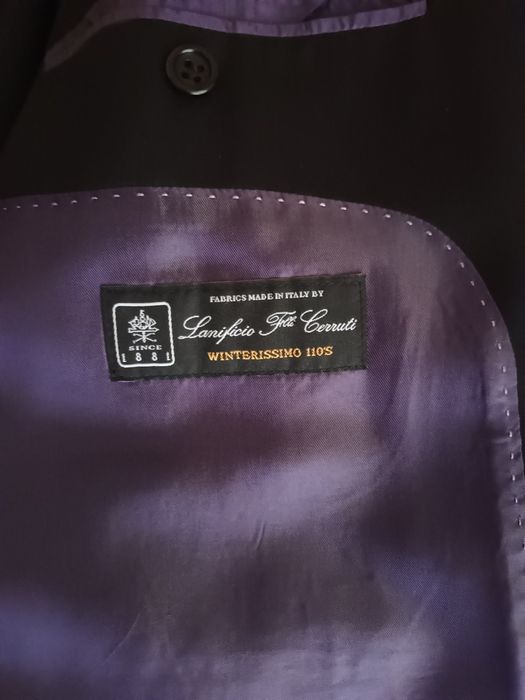 FABRICS MADE IN ITALY BY
Lanificio F.lli Cerruti
WINTERISSIMO 110'S
SINCE
1881